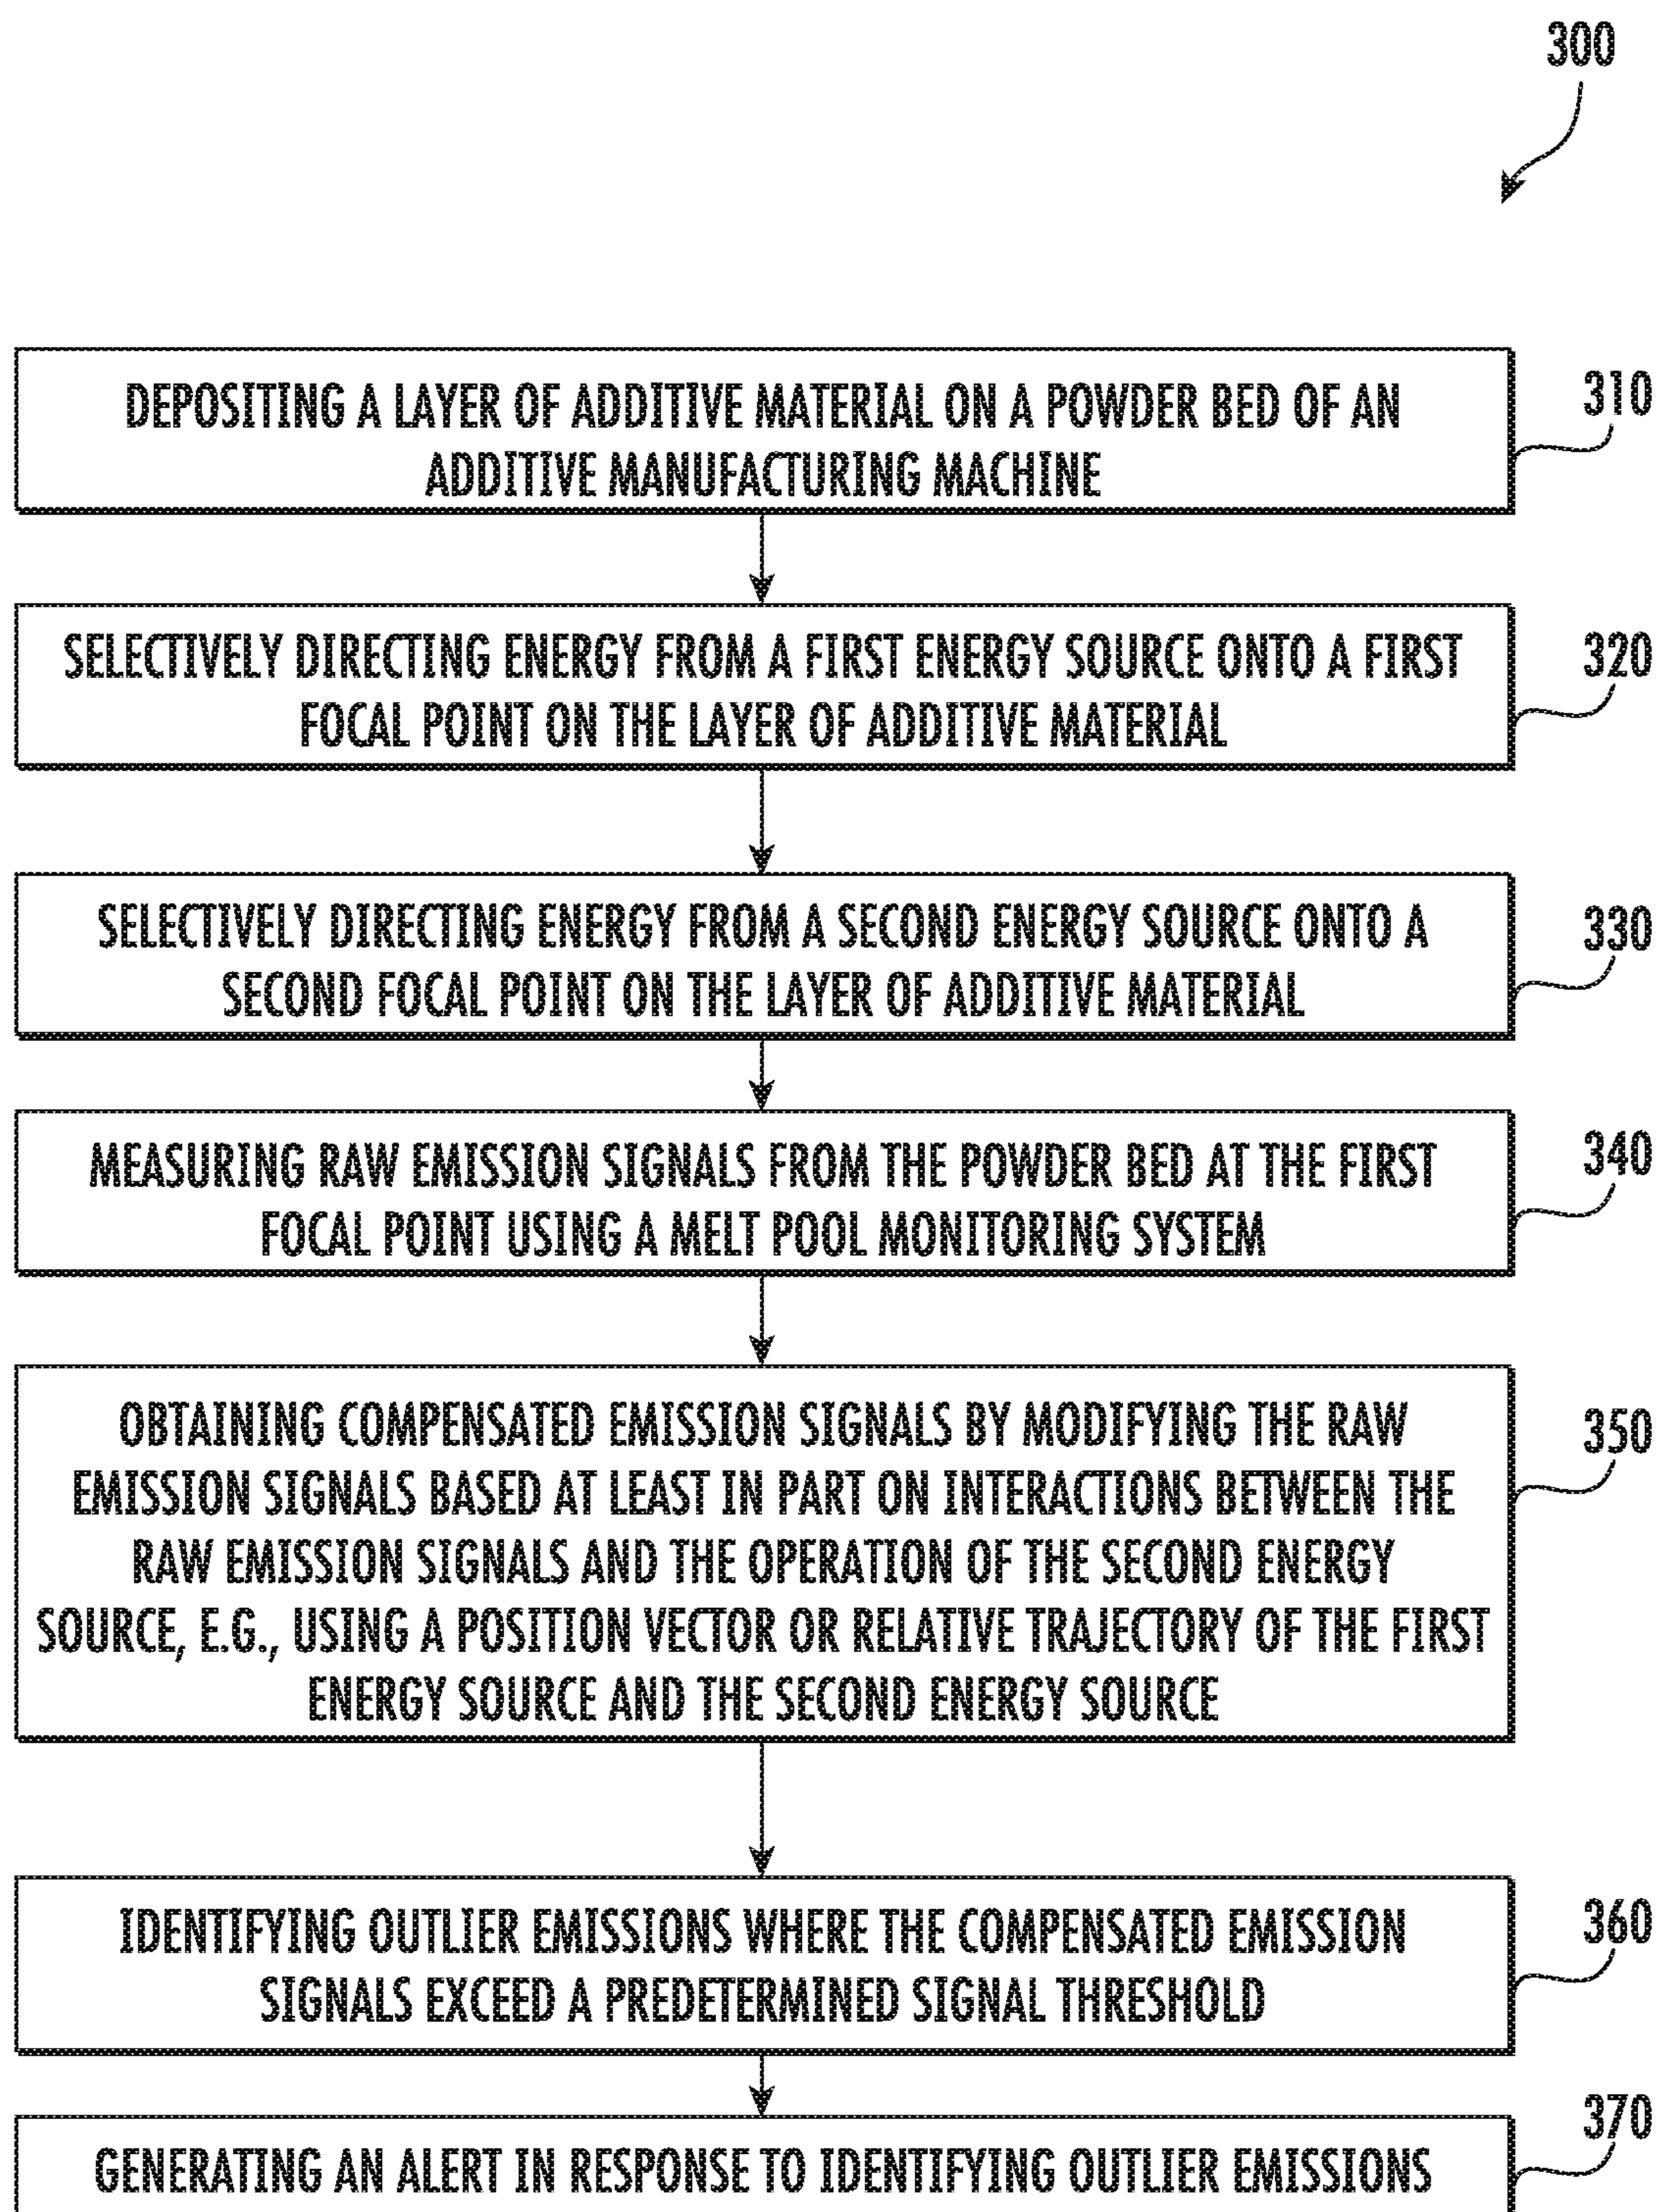 300
DEPOSITING A LAYER OF ADDITIVE MATERIAL ON A POWDER BED OF AN
ADDITIVE MANUFACTURING MACHINE
310
SELECTIVELY DIRECTING ENERGY FROM A FIRST ENERGY SOURCE ONTO A FIRST
FOCAL POINT ON THE LAYER OF ADDITIVE MATERIAL
320
SELECTIVELY DIRECTING ENERGY FROM A SECOND ENERGY SOURCE ONTO A
SECOND FOCAL POINT ON THE LAYER OF ADDITIVE MATERIAL
330
MEASURING RAW EMISSION SIGNALS FROM THE POWDER BED AT THE FIRST
FOCAL POINT USING A MELT POOL MONITORING SYSTEM
340
OBTAINING COMPENSATED EMISSION SIGNALS BY MODIFYING THE RAW
EMISSION SIGNALS BASED AT LEAST IN PART ON INTERACTIONS BETWEEN THE
RAW EMISSION SIGNALS AND THE OPERATION OF THE SECOND ENERGY
SOURCE, E.G., USING A POSITION VECTOR OR RELATIVE TRAJECTORY OF THE FIRST
ENERGY SOURCE AND THE SECOND ENERGY SOURCE
350
IDENTIFYING OUTLIER EMISSIONS WHERE THE COMPENSATED EMISSION
SIGNALS EXCEED A PREDETERMINED SIGNAL THRESHOLD
360
GENERATING AN ALERT IN RESPONSE TO IDENTIFYING OUTLIER EMISSIONS
370